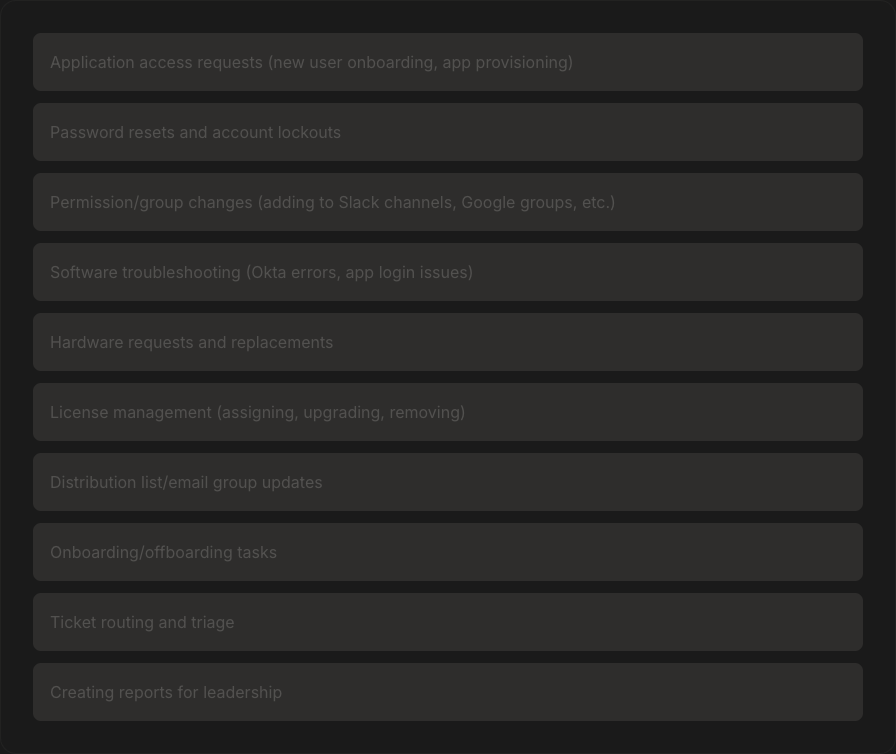 Application access requests (new user onboarding, app provisioning)
Password resets and account lockouts
Permission/group changes (adding to Slack channels, Google groups, etc.)
Software troubleshooting (Okta errors, app login issues)
Hardware requests and replacements
License management (assigning, upgrading, removing)
Distribution list/email group updates
Onboarding/offboarding tasks
Ticket routing and triage
Creating reports for leadership